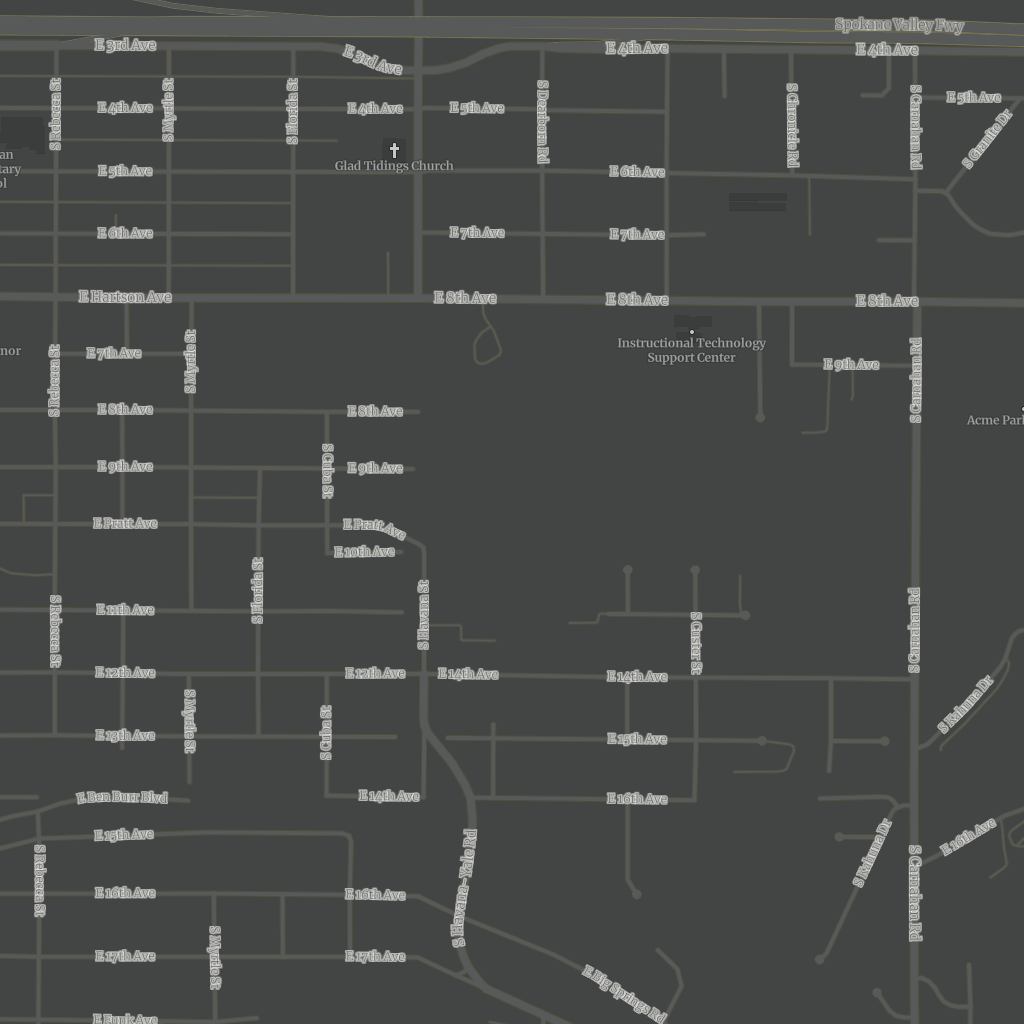 Spokane Valley Fwy
E 3rd Ave
E 3rd Ave
E 4th Ave
E 4th Ave
S Rebecca St
S Myrtle St
S Florida St
E 4th Ave
E 4th Ave
E 5th Ave
S Dearborn Rd
S Chronicle Rd
S Carnahan Rd
E 5th Ave
S Granite Dr
an
tary
ol
Glad Tidings Church
E 5th Ave
E 6th Ave
E 6th Ave
E 7th Ave
E 7th Ave
E Hartson Ave
E 8th Ave
E 8th Ave
E 8th Ave
nor
S Rebecca St
E 7th Ave
S Myrtle St
Instructional Technology
Support Center
E 9th Ave
S Carnahan Rd
E 8th Ave
E 8th Ave
Acme Park
E 9th Ave
S Cuba St
E 9th Ave
E Pratt Ave
E Pratt Ave
E 10th Ave
S Florida St
S Havana St
S Rebecca St
E 11th Ave
S Custer St
S Carnahan Rd
E 12th Ave
E 12th Ave
E 14th Ave
E 14th Ave
S Kahuna Dr
S Myrtle St
S Cuba St
E 13th Ave
E 15th Ave
E Ben Burr Blvd
E 14th Ave
E 16th Ave
E 15th Ave
S Havana-Yale Rd
S Kahuna Dr
E 16th Ave
S Rebecca St
E 16th Ave
E 16th Ave
S Carnahan Rd
S Myrtle St
E 17th Ave
E 17th Ave
E Big Springs Rd
E Funk Ave